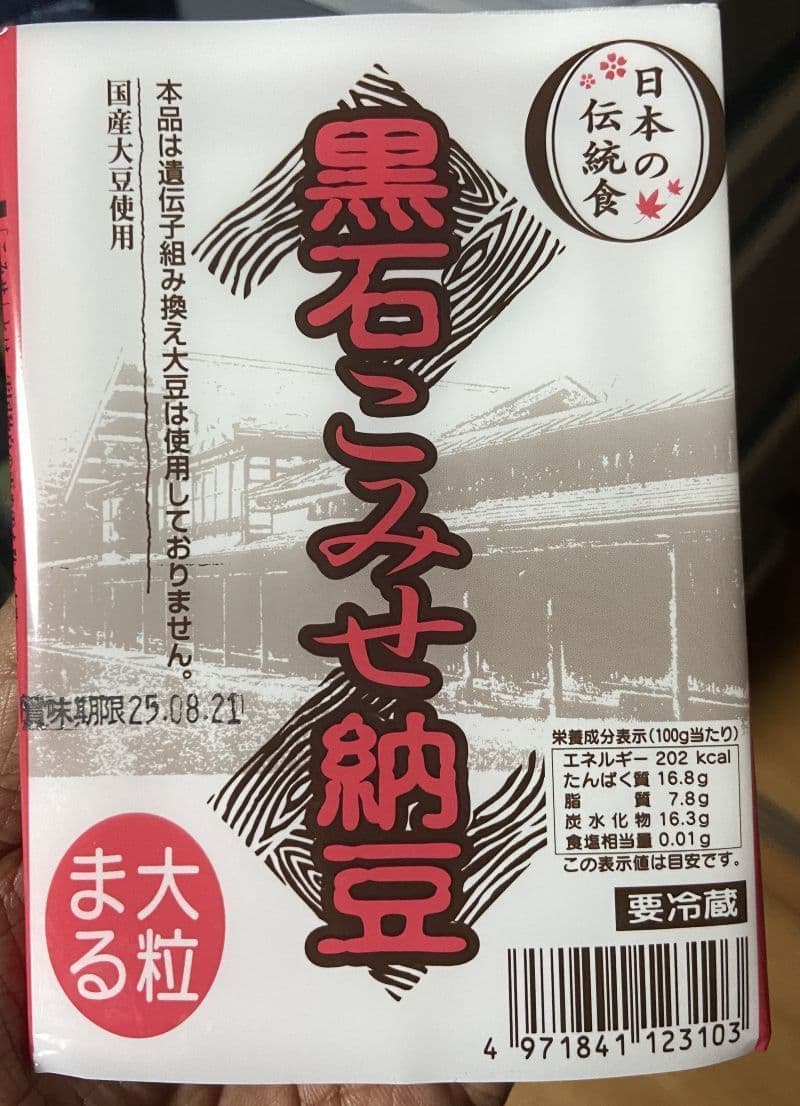 日本の
伝統食
黒石こみせ納豆
本品は遺伝子組み換え大豆は使用しておりません。
国産大豆使用
賞味期限25.08.21
大粒
まる
栄養成分表示(100g当たり)
エネルギー 202 kcal
たんぱく質 16.8g
脂質 7.8g
炭水化物 16.3g
食塩相当量 0.01g
この表示値は目安です。
要冷蔵
4 971841 123103